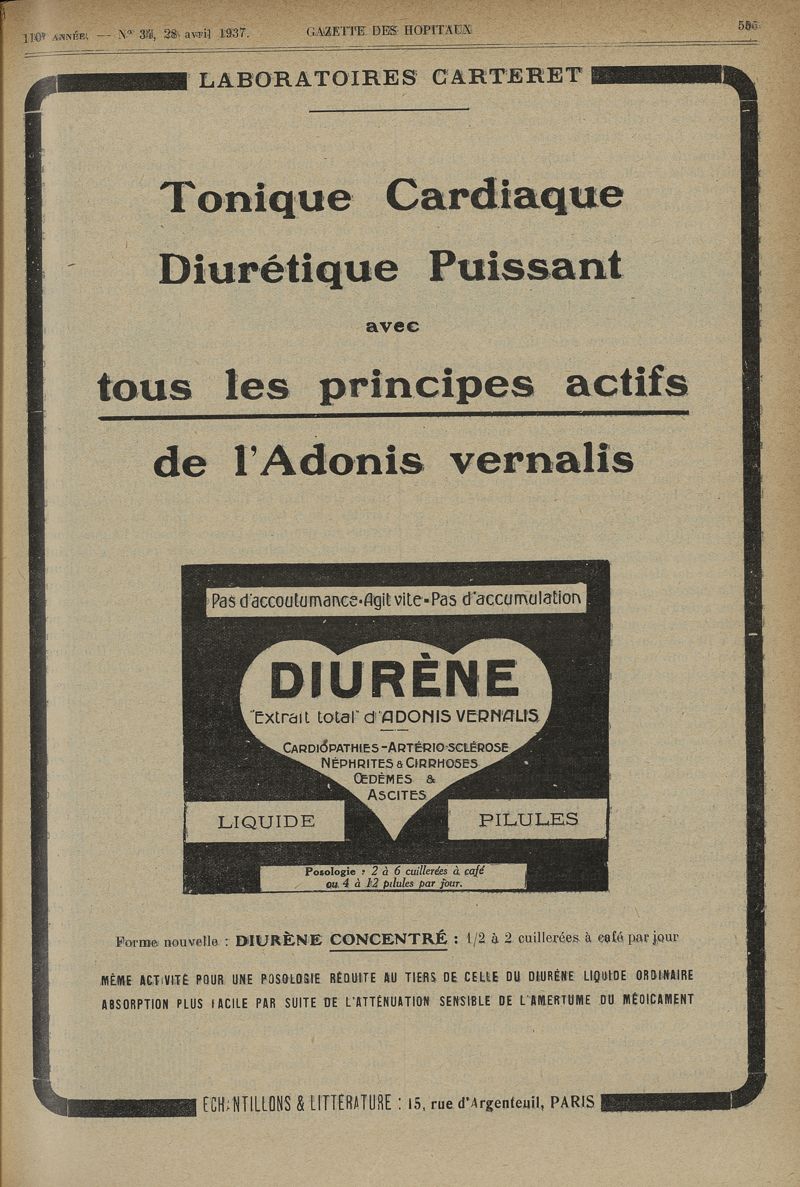 110e ANNÉE. — No 34, 28 avril 1937.
GAZETTE DES HOPITAUX
LABORATOIRES CARTERET
Tonique Cardiaque
Diurétique Puissant
avec
tous les principes actifs
de l'Adonis vernalis
Pas d'accoutumance-Agit vite-Pas d'accumulation
DIURÈNE
"Extrait total" d'ADONIS VERNALIS
CARDIOPATHIES-ARTÉRIO-SCLÉROSE
NÉPHRITES & CIRRHOSES
ŒDÈMES &
ASCITES
LIQUIDE
PILULES
Posologie : 2 à 6 cuillerées à café
ou 4 à 12 pilules par jour.
Forme nouvelle : DIURÈNE CONCENTRÉ : 1/2 à 2 cuillerées à café par jour
MÊME ACTIVITÉ POUR UNE POSOLOGIE RÉDUITE AU TIERS DE CELLE DU DIURÈNE LIQUIDE ORDINAIRE
ABSORPTION PLUS FACILE PAR SUITE DE L'ATTÉNUATION SENSIBLE DE L'AMERTUME DU MÉDICAMENT
ECHANTILLONS & LITTÉRATURE : 15, rue d'Argenteuil, PARIS